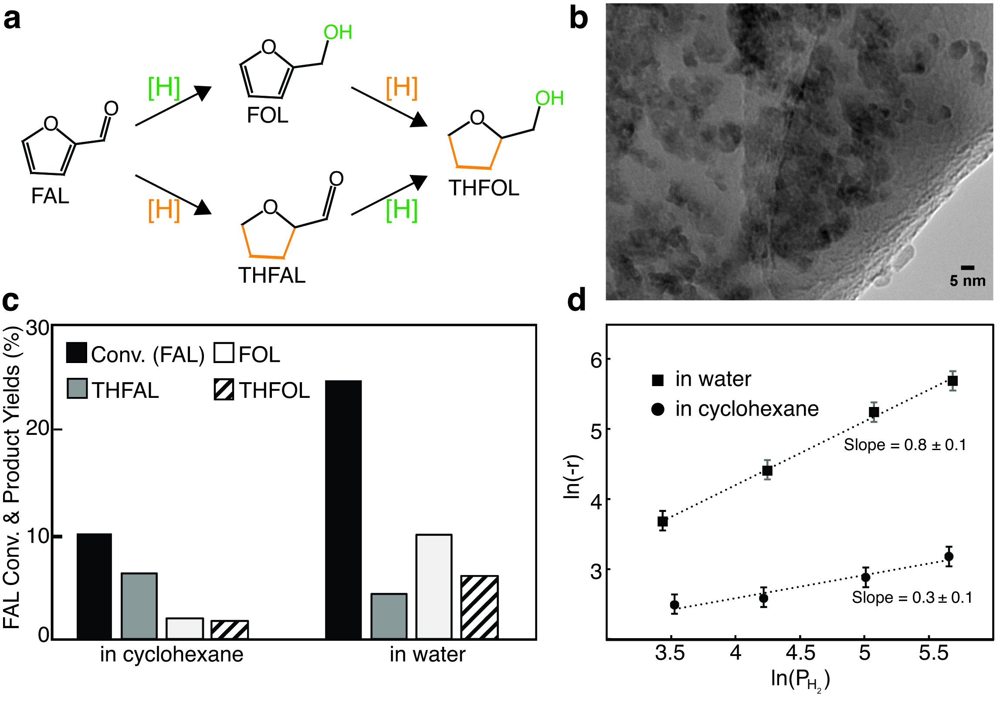 a
OH
O
[H]
[H]
FOL
O
O
FAL
OH
O
THFOL
[H]
O
O
[H]
THFAL
b
5 nm
c
FAL Conv. & Product Yields (%)
30
20
10
0
Conv. (FAL)
FOL
THFAL
THFOL
in cyclohexane
in water
d
ln(-r)
6
5
4
3
in water
in cyclohexane
Slope = 0.8 ± 0.1
Slope = 0.3 ± 0.1
3.5
4
4.5
5
5.5
ln(P_H₂)